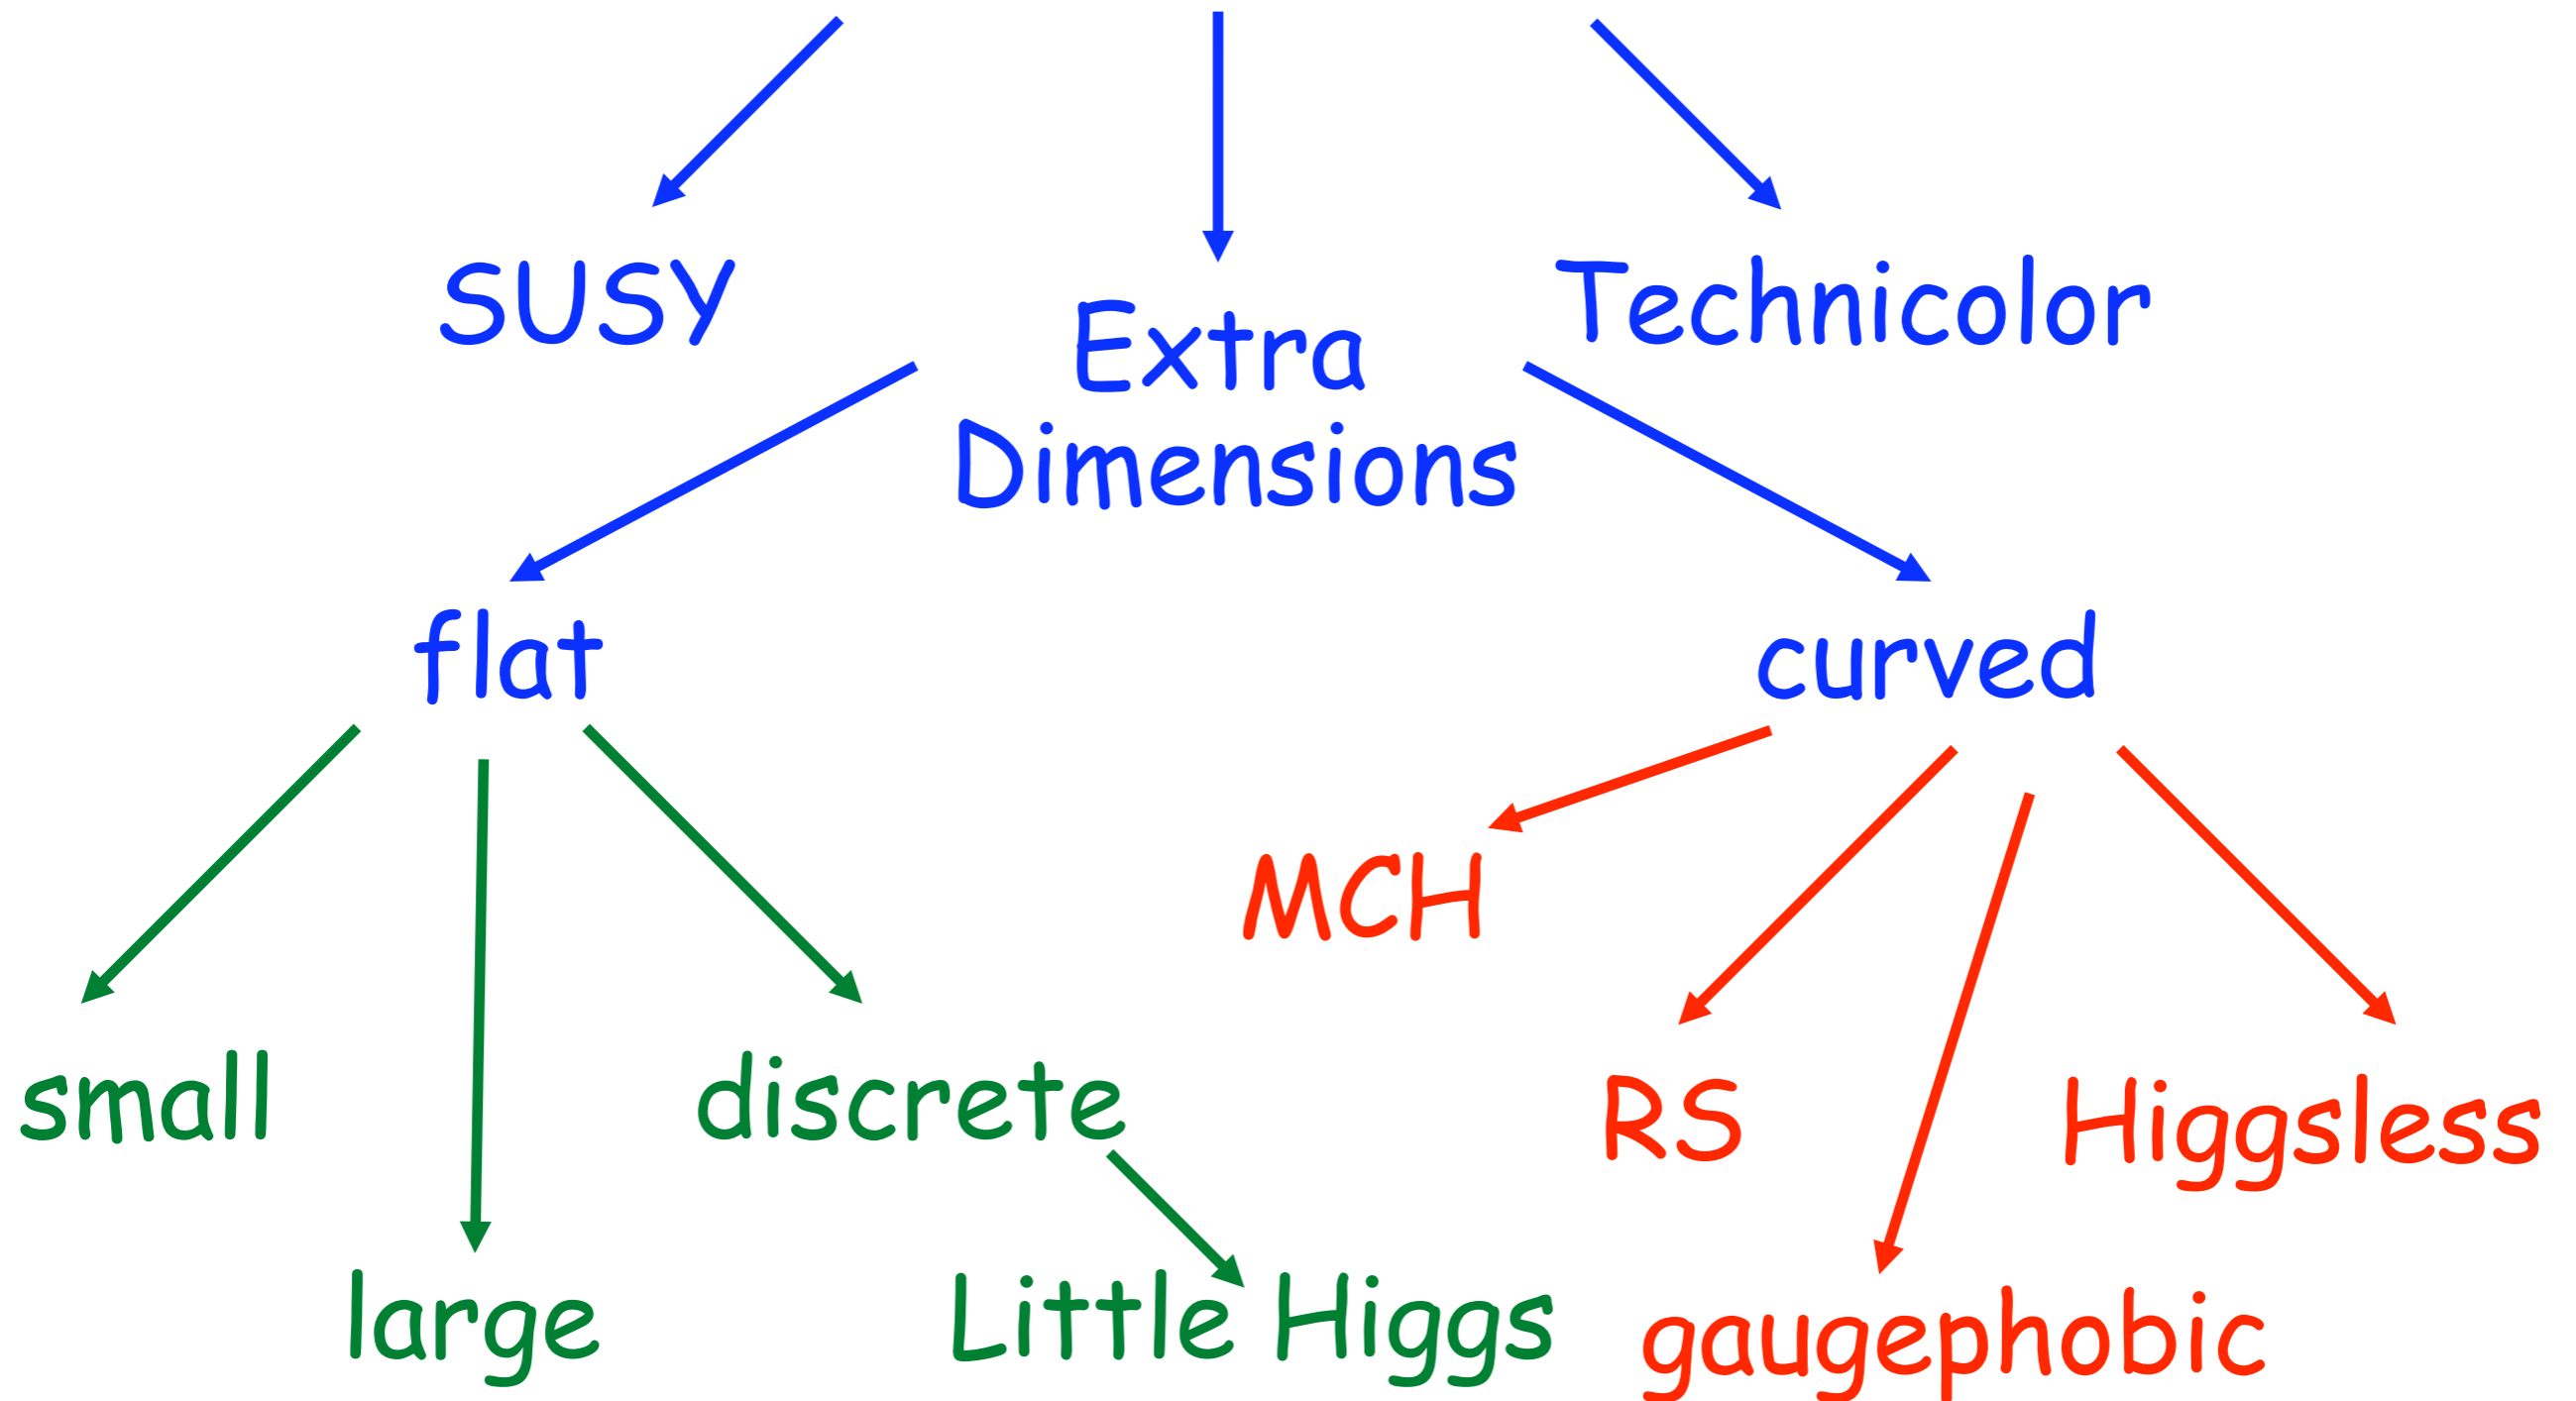 SUSY
Technicolor
Extra
Dimensions
flat
curved
MCH
small
discrete
RS
Higgsless
large
Little Higgs
gaugephobic